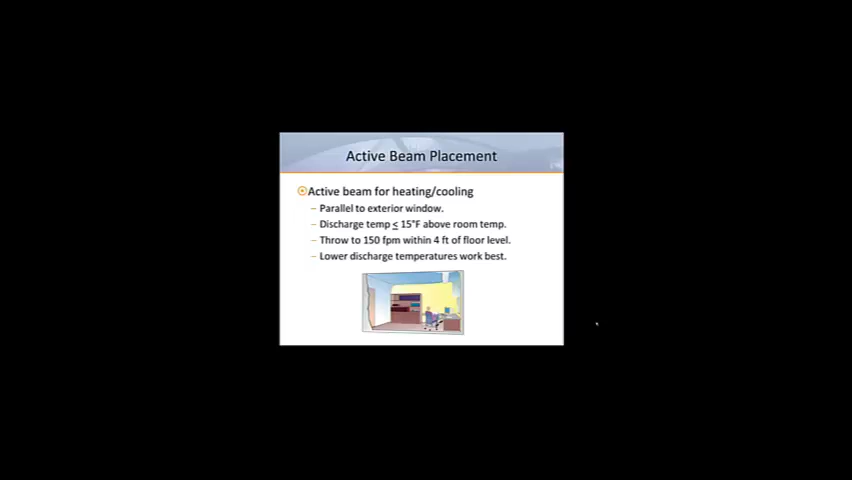 Active Beam Placement
Active beam for heating/cooling
– Parallel to exterior window.
– Discharge temp ≤ 15°F above room temp.
– Throw to 150 fpm within 4 ft of floor level.
– Lower discharge temperatures work best.